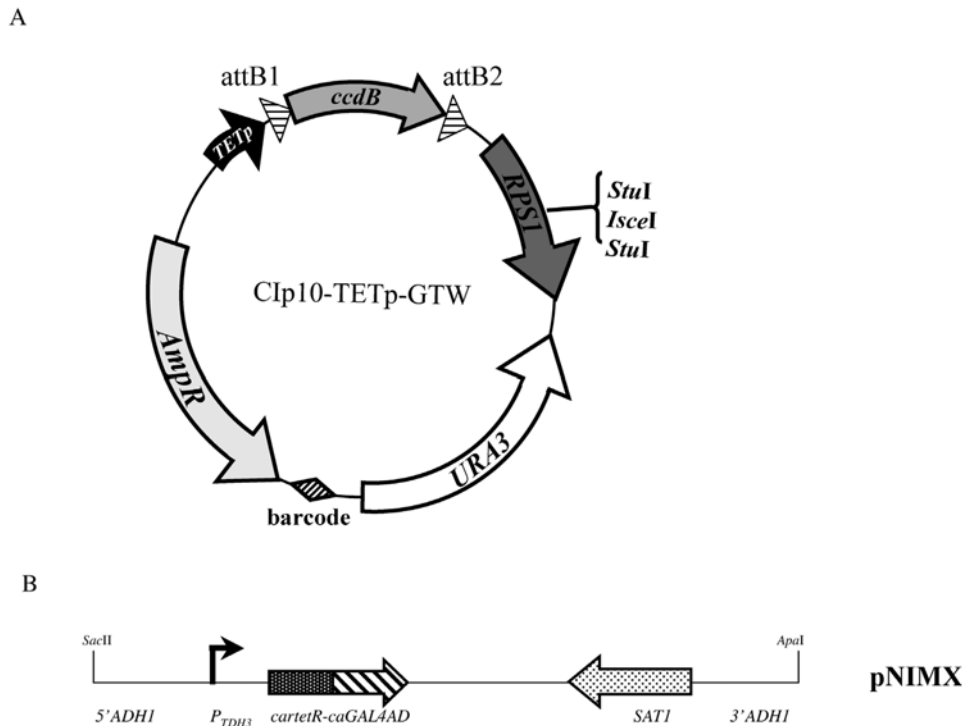 A
attB1
ccdB
attB2
TETp
RPS1
StuI
IsceI
StuI
CIp10-TETp-GTW
AmpR
URA3
barcode
B
SacII
ApaI
pNIMX
5'ADH1
PTDH3
cartetR-caGAL4AD
SAT1
3'ADH1